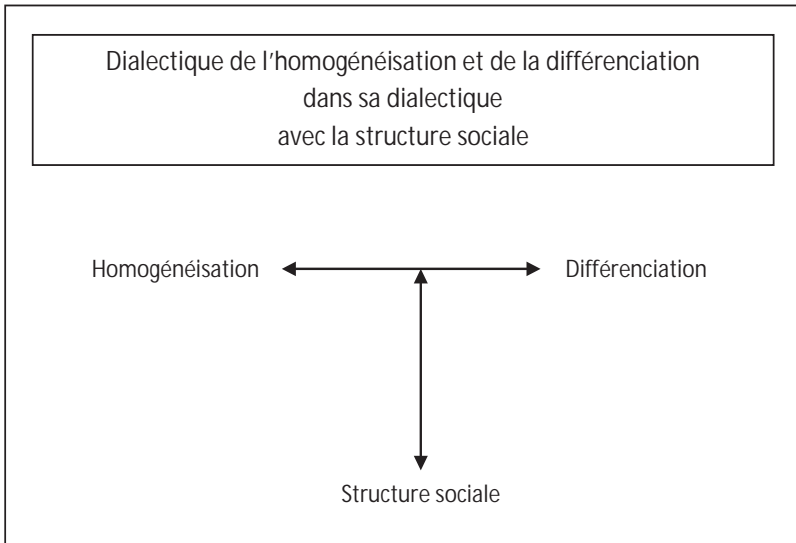 Dialectique de l'homogénéisation et de la différenciation
dans sa dialectique
avec la structure sociale
Homogénéisation
Différenciation
Structure sociale